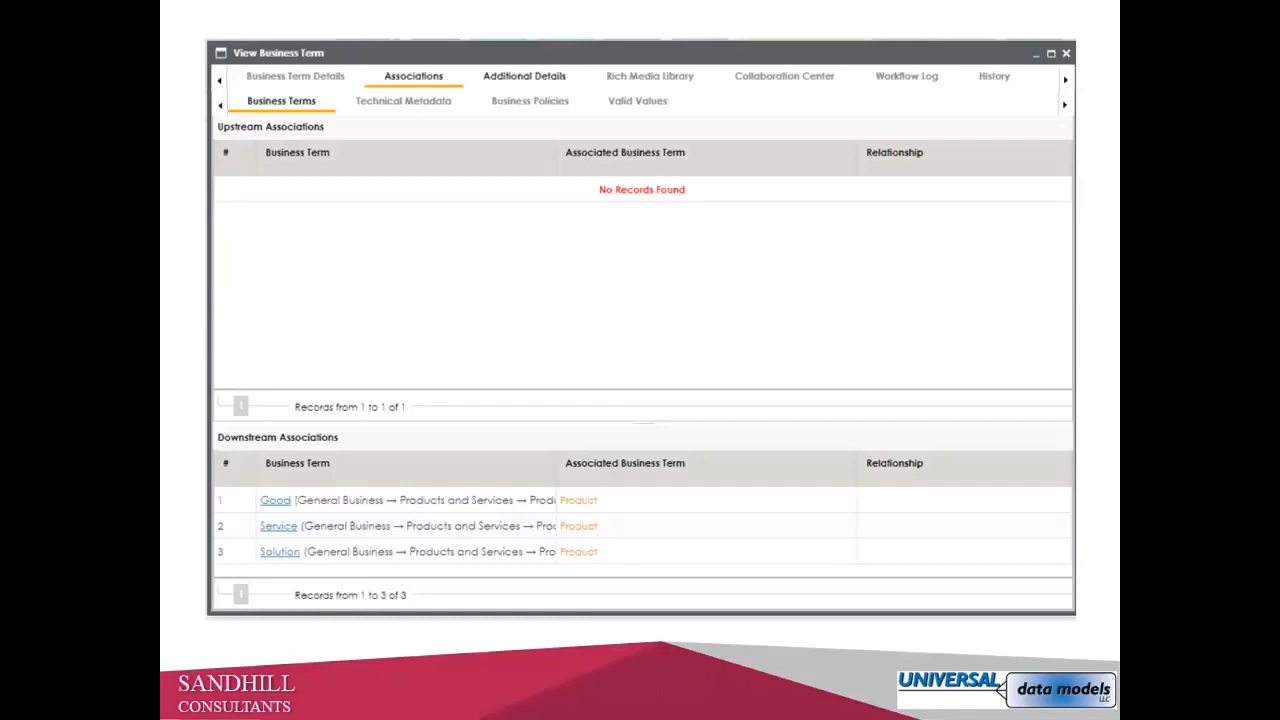 View Business Term
Business Term Details Associations Additional Details Rich Media Library Collaboration Center Workflow Log History
Business Terms Technical Metadata Business Policies Valid Values
Upstream Associations
# Business Term Associated Business Term Relationship
No Records Found
1 Records from 1 to 1 of 1
Downstream Associations
# Business Term Associated Business Term Relationship
1 Good (General Business → Products and Services → Produ Product
2 Service (General Business → Products and Services → Proc Product
3 Solution (General Business → Products and Services → Pro Product
1 Records from 1 to 3 of 3
SANDHILL
CONSULTANTS
UNIVERSAL
data models
LLC